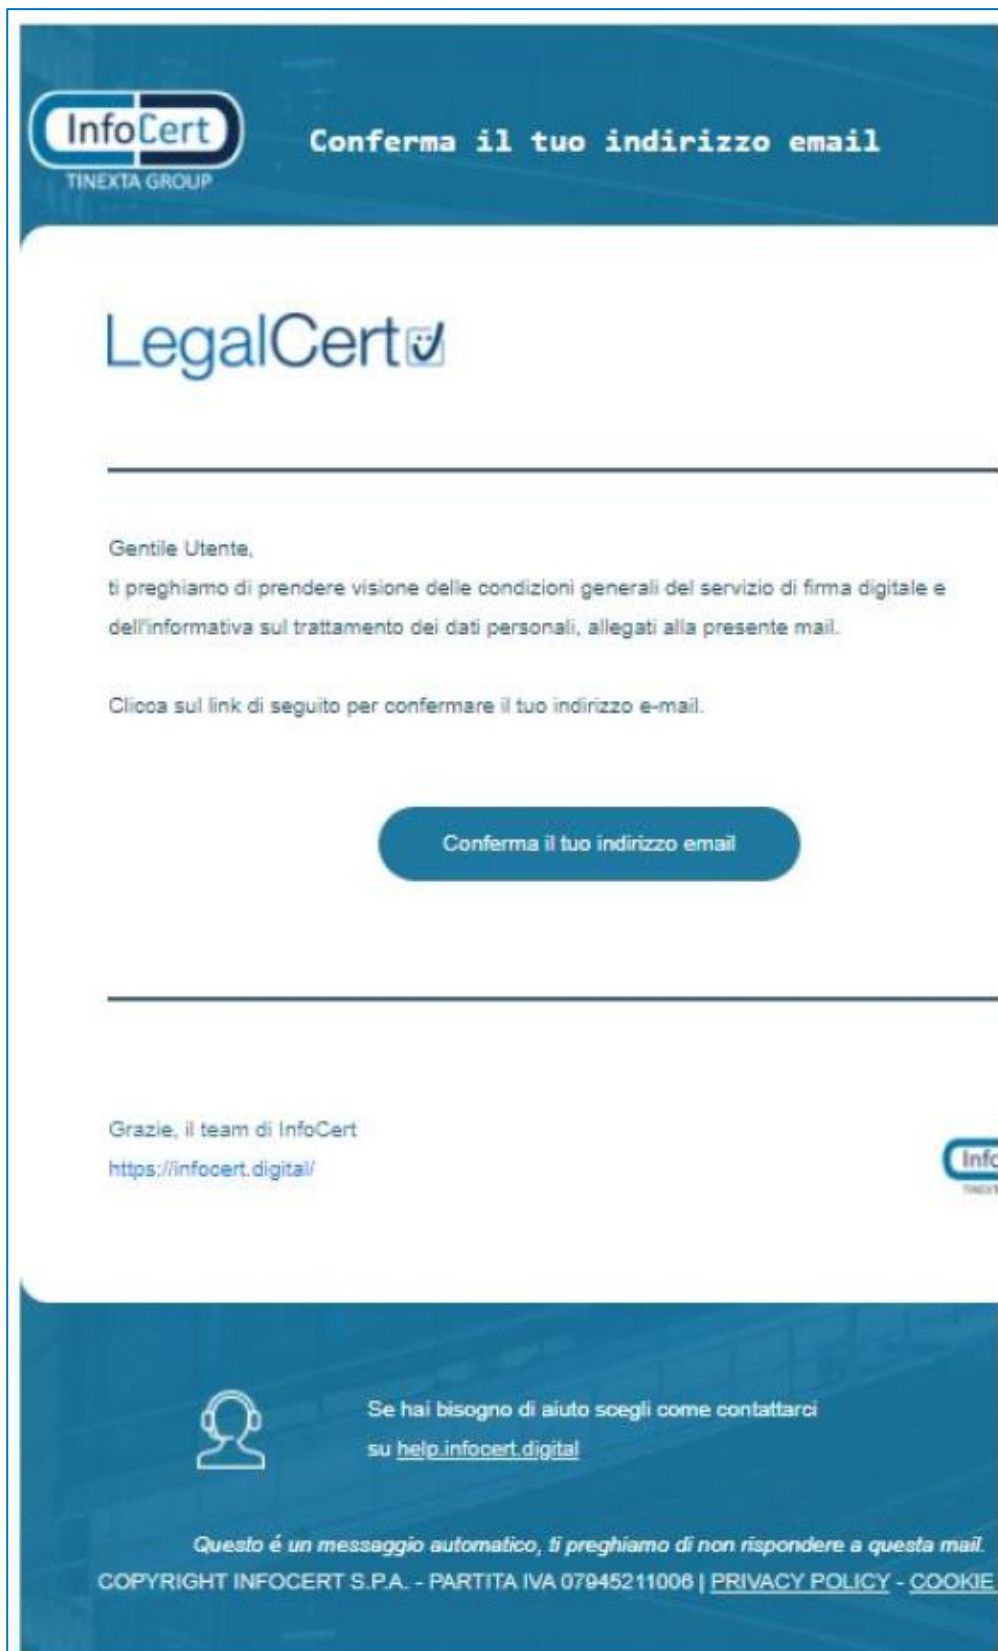 InfoCert
TINEXTA GROUP
Conferma il tuo indirizzo email
LegalCert
Gentile Utente,
ti preghiamo di prendere visione delle condizioni generali del servizio di firma digitale e
dell'informativa sul trattamento dei dati personali, allegati alla presente mail.
Clicca sul link di seguito per confermare il tuo indirizzo e-mail.
Conferma il tuo indirizzo email
Grazie, il team di InfoCert
https://infocert.digital/
Se hai bisogno di aiuto scegli come contattarci
su help.infocert.digital
Questo é un messaggio automatico, ti preghiamo di non rispondere a questa mail.
COPYRIGHT INFOCERT S.P.A. - PARTITA IVA 07945211006 | PRIVACY POLICY - COOKIE